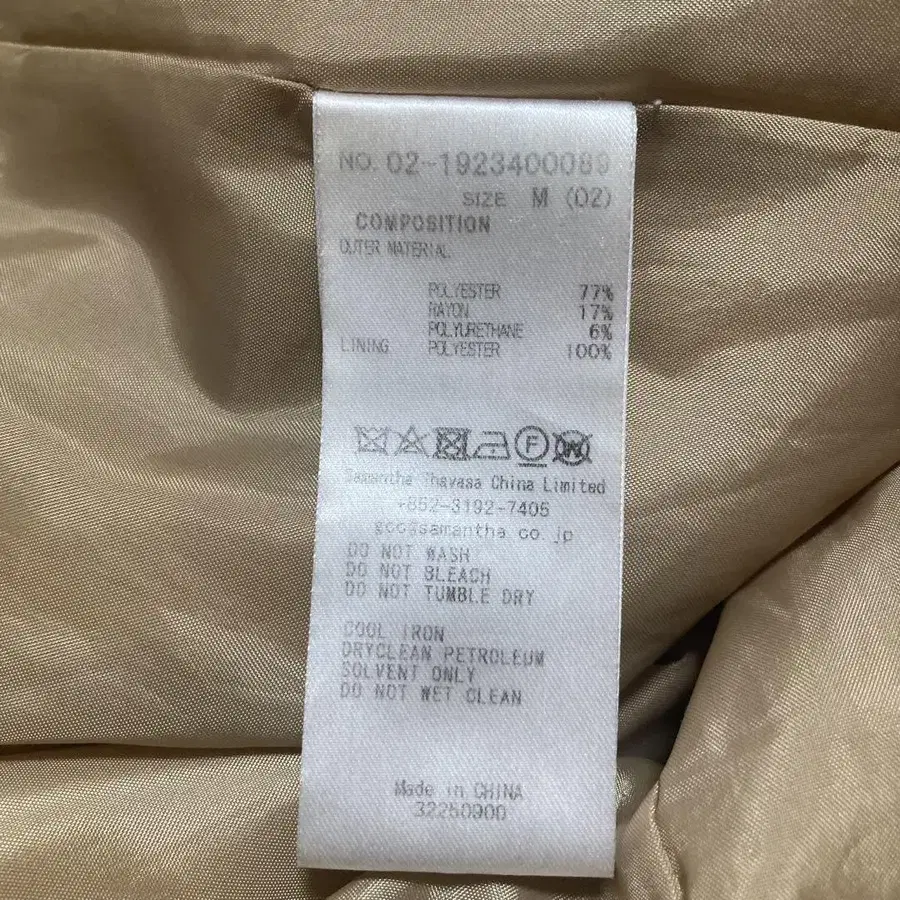 NO. 02-1923400089
SIZE M (02)
COMPOSITION
OUTER MATERIAL
POLYESTER 77%
RAYON 17%
POLYURETHANE 6%
LINING POLYESTER 100%
F W
Samantha Thavasa China Limited
+852-3192-7405
gcc@samantha.co.jp
DO NOT WASH
DO NOT BLEACH
DO NOT TUMBLE DRY
COOL IRON
DRYCLEAN PETROLEUM
SOLVENT ONLY
DO NOT WET CLEAN
Made in CHINA
32250900